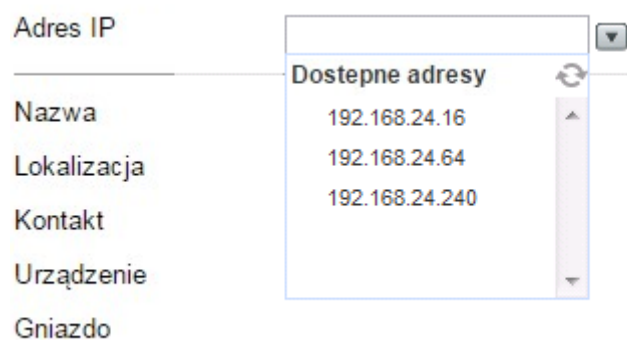 Adres IP
Dostepne adresy
192.168.24.16
192.168.24.64
192.168.24.240
Nazwa
Lokalizacja
Kontakt
Urządzenie
Gniazdo